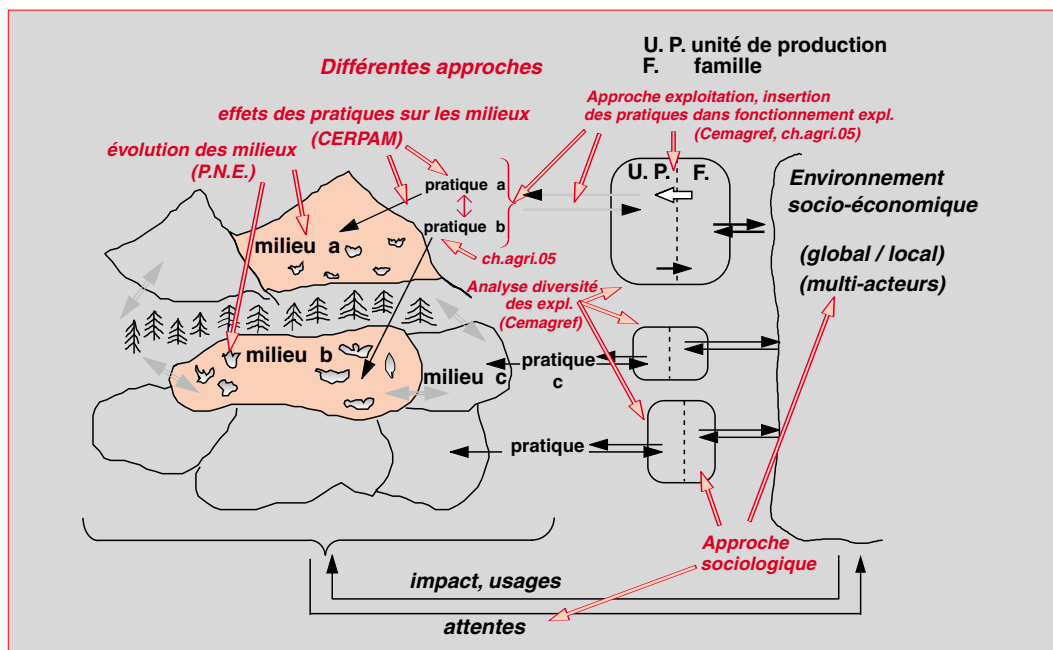 U. P. unité de production
F. famille
Différentes approches
Approche exploitation, insertion
des pratiques dans fonctionnement expl.
(Cemagref, ch.agri.05)
effets des pratiques sur les milieux
(CERPAM)
évolution des milieux
(P.N.E.)
U. P. F.
pratique a
pratique b
Environnement
socio-économique
(global / local)
(multi-acteurs)
milieu a
ch.agri.05
Analyse diversité
des expl.
(Cemagref)
milieu b
milieu c
pratique
c
pratique
Approche
sociologique
impact, usages
attentes